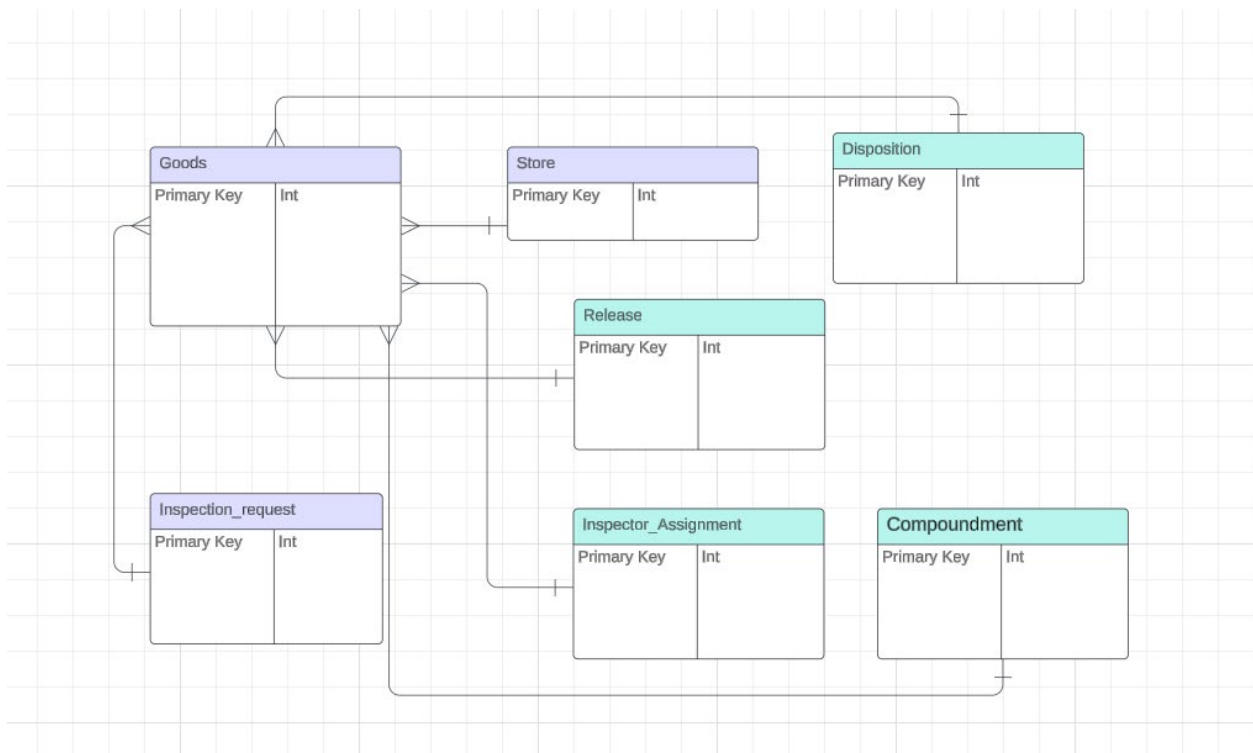 Goods
Primary Key Int
Store
Primary Key Int
Disposition
Primary Key Int
Release
Primary Key Int
Inspection_request
Primary Key Int
Inspector_Assignment
Primary Key Int
Compoundment
Primary Key Int